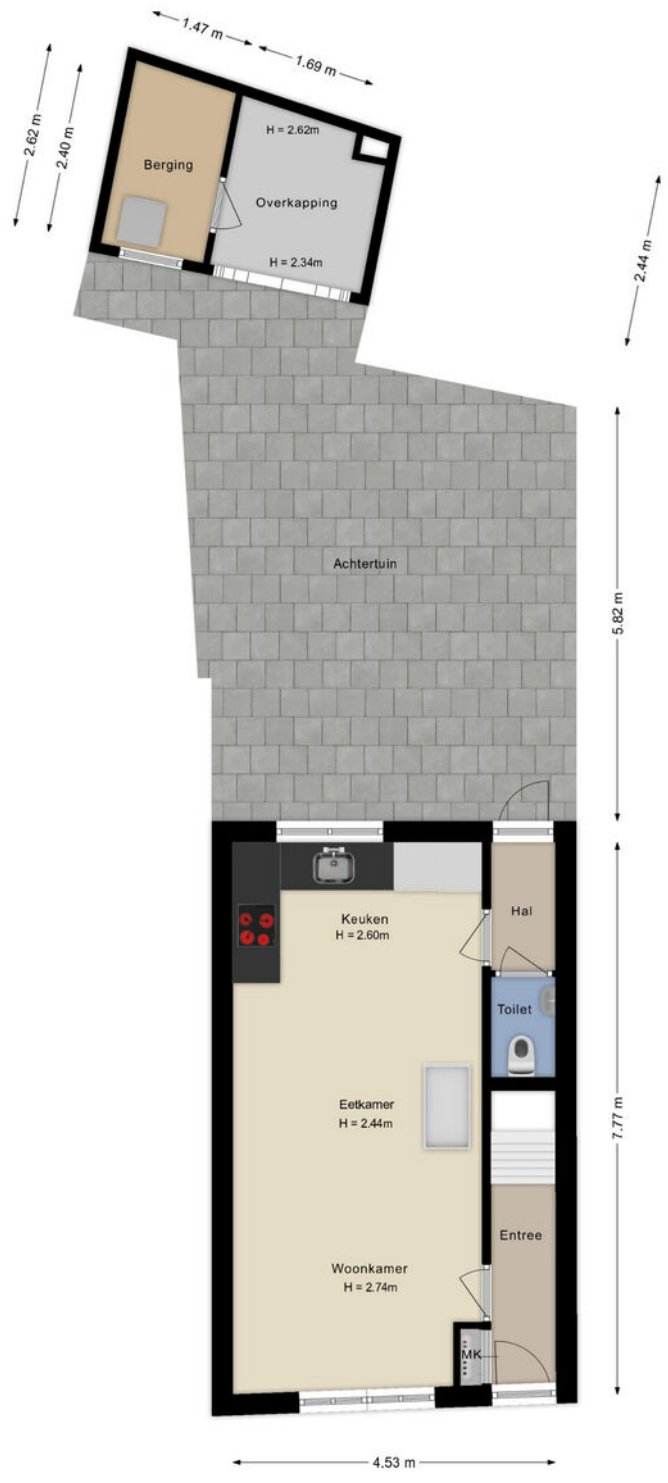 1.47 m
1.69 m
2.62 m
2.40 m
H = 2.62m
Berging
Overkapping
H = 2.34m
2.44 m
Achtertuin
5.82 m
Keuken
H = 2.60m
Hal
Toilet
Eetkamer
H = 2.44m
7.77 m
Entree
Woonkamer
H = 2.74m
MK
4.53 m